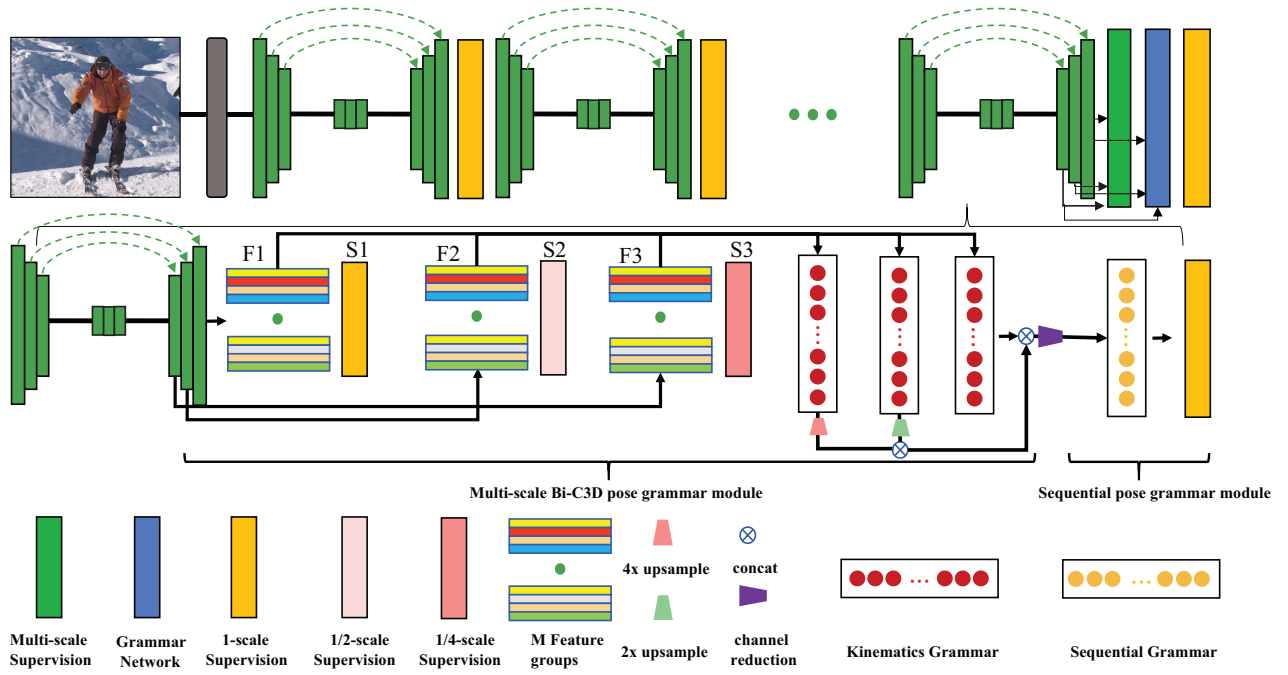 F1
S1
F2
S2
F3
S3
Multi-scale Bi-C3D pose grammar module
Sequential pose grammar module
Multi-scale
Supervision
Grammar
Network
1-scale
Supervision
1/2-scale
Supervision
1/4-scale
Supervision
M Feature
groups
4x upsample
2x upsample
concat
channel
reduction
Kinematics Grammar
Sequential Grammar